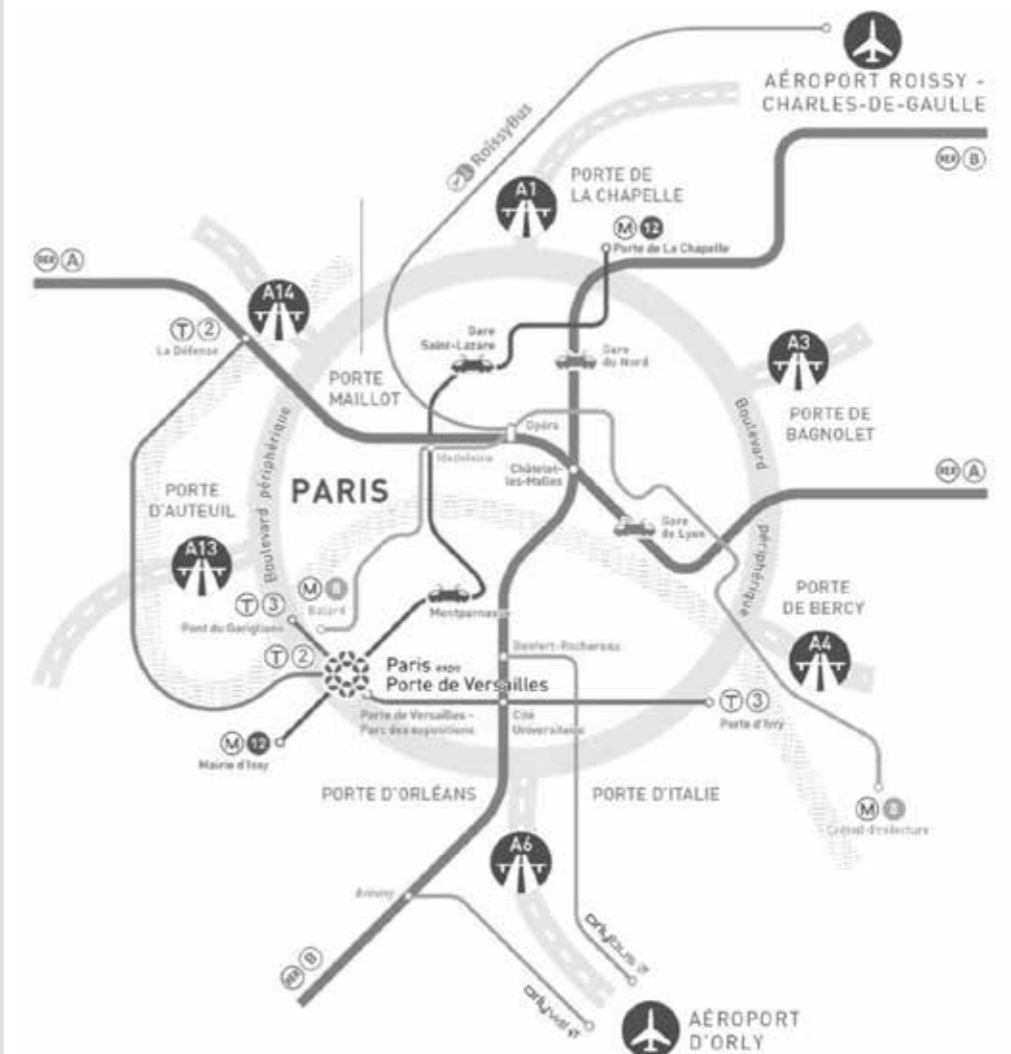 AÉROPORT ROISSY -
CHARLES-DE-GAULLE
RER B
RoissyBus
A1
PORTE DE
LA CHAPELLE
M 12
Porte de La Chapelle
RER A
A14
T 2
La Défense
Gare
Saint-Lazare
Gare
du Nord
A3
PORTE DE
BAGNOLET
PORTE
MAILLOT
Boulevard périphérique
Opéra
Madeleine
Châtelet-
les-Halles
Boulevard périphérique
RER A
PORTE
D'AUTEUIL
PARIS
A13
Gare
de Lyon
M 8
Balard
T 3
Pont du Garigliano
Montparnasse
PORTE
DE BERCY
A4
T 2
Paris expo
Porte de Versailles
Denfert-Rochereau
Porte de Versailles -
Parc des expositions
Cité
Universitaire
T 3
Porte d'Ivry
M 12
Mairie d'Issy
PORTE D'ORLÉANS
PORTE D'ITALIE
M 8
Créteil-Préfecture
A6
Antony
RER B
orlybus
orlyval
AÉROPORT
D'ORLY